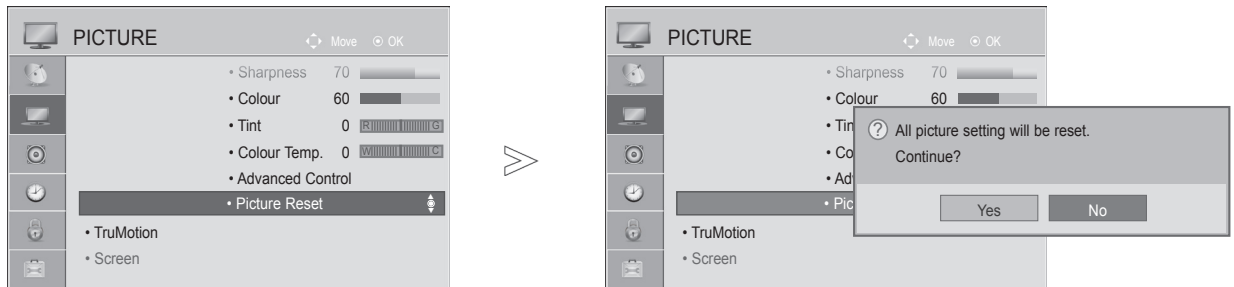 PICTURE
Move OK
• Sharpness 70
• Colour 60
• Tint 0 R G
• Colour Temp. 0 W C
• Advanced Control
• Picture Reset
• TruMotion
• Screen
PICTURE
Move OK
• Sharpness 70
• Colour 60
• Tin
• Co
• Ad
• Pic
• TruMotion
• Screen
? All picture setting will be reset.
Continue?
Yes No